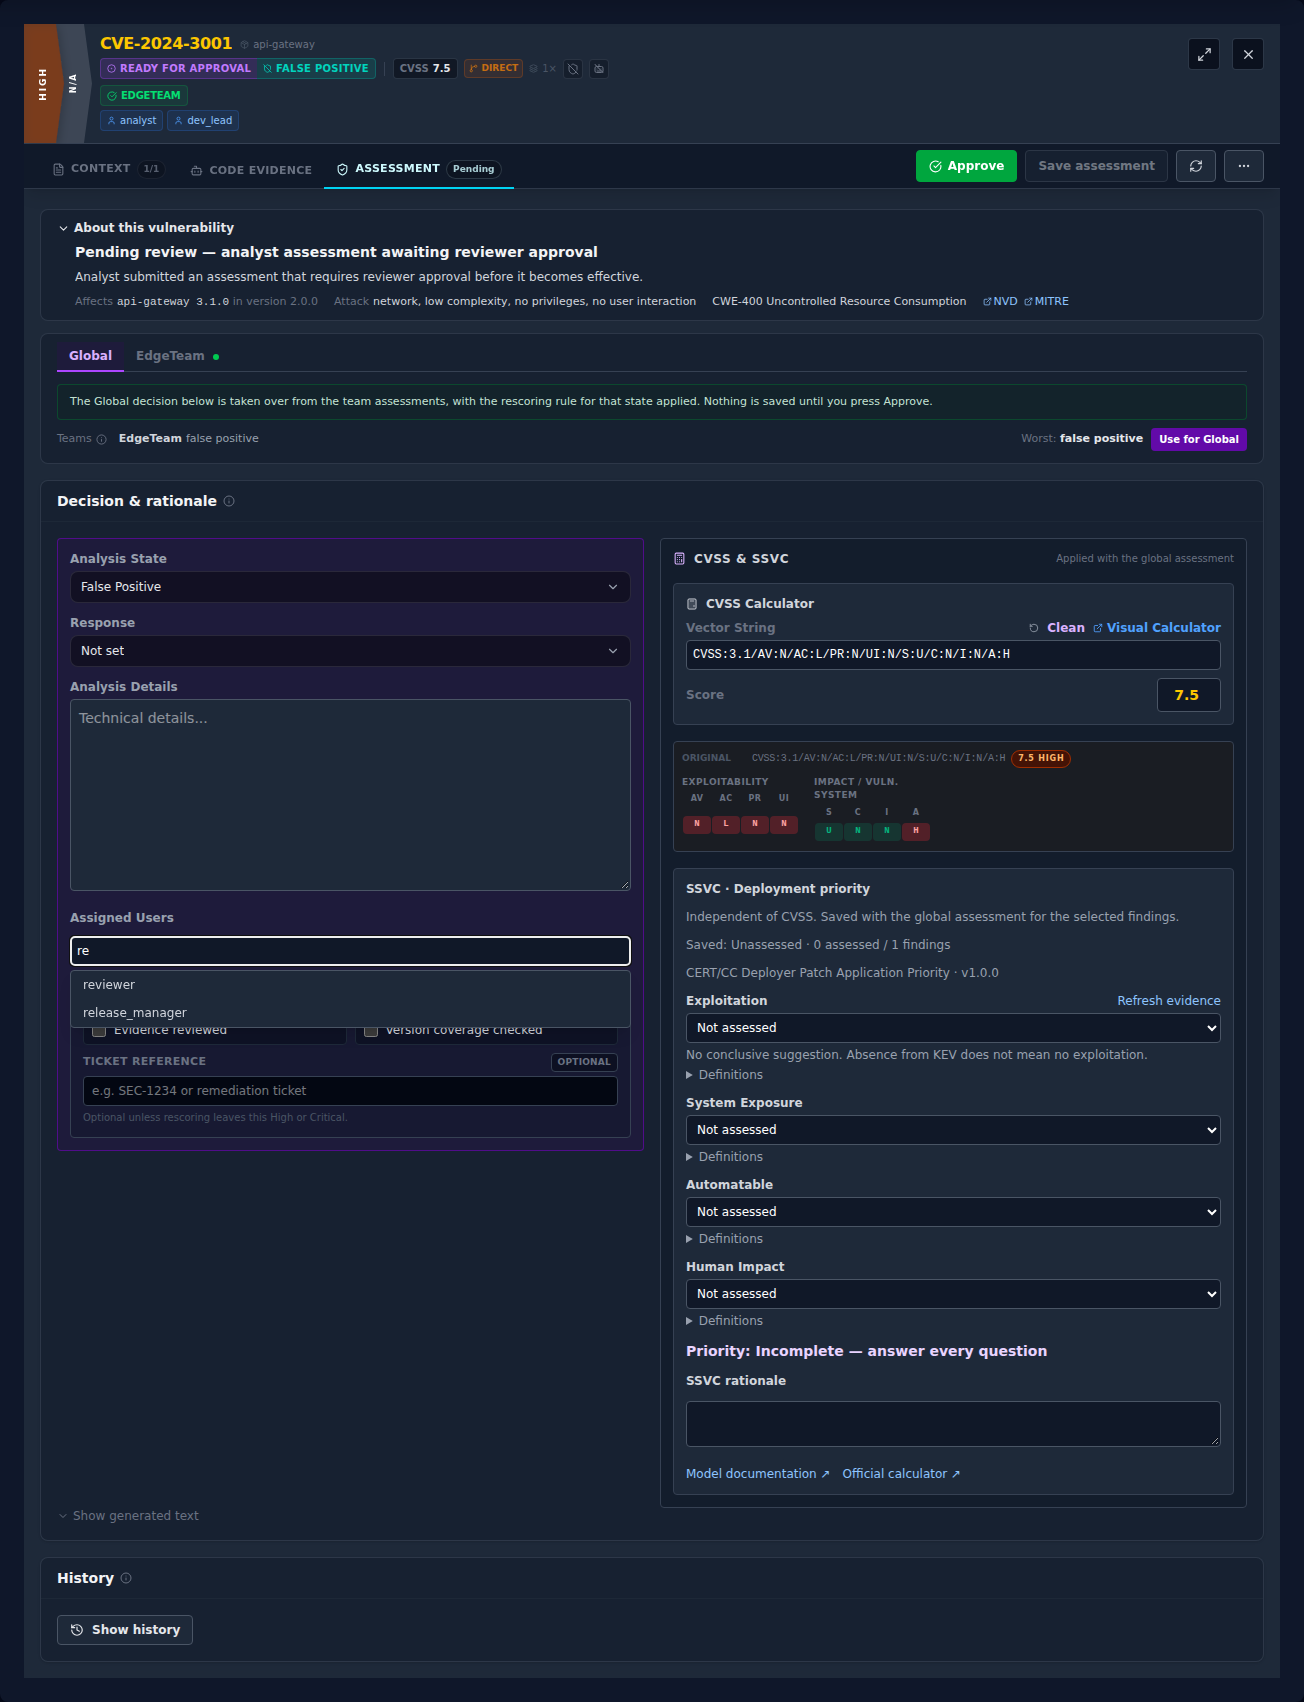 HIGH
N/A
CVE-2024-3001 api-gateway
READY FOR APPROVAL FALSE POSITIVE CVSS 7.5 DIRECT 1×
EDGETEAM
analyst dev_lead
CONTEXT 1/1 CODE EVIDENCE ASSESSMENT Pending Approve Save assessment ···
About this vulnerability
Pending review — analyst assessment awaiting reviewer approval
Analyst submitted an assessment that requires reviewer approval before it becomes effective.
Affects api-gateway 3.1.0 in version 2.0.0 Attack network, low complexity, no privileges, no user interaction CWE-400 Uncontrolled Resource Consumption NVD MITRE
Global EdgeTeam
The Global decision below is taken over from the team assessments, with the rescoring rule for that state applied. Nothing is saved until you press Approve.
Teams EdgeTeam false positive Worst: false positive Use for Global
Decision & rationale
Analysis State
False Positive
Response
Not set
Analysis Details
Technical details...
Assigned Users
re
reviewer
release_manager
Evidence reviewed Version coverage checked
TICKET REFERENCE OPTIONAL
e.g. SEC-1234 or remediation ticket
Optional unless rescoring leaves this High or Critical.
CVSS & SSVC Applied with the global assessment
CVSS Calculator
Vector String Clean Visual Calculator
CVSS:3.1/AV:N/AC:L/PR:N/UI:N/S:U/C:N/I:N/A:H
Score 7.5
ORIGINAL CVSS:3.1/AV:N/AC:L/PR:N/UI:N/S:U/C:N/I:N/A:H 7.5 HIGH
EXPLOITABILITY
AV AC PR UI
N L N N
IMPACT / VULN.
SYSTEM
S C I A
U N N H
SSVC · Deployment priority
Independent of CVSS. Saved with the global assessment for the selected findings.
Saved: Unassessed · 0 assessed / 1 findings
CERT/CC Deployer Patch Application Priority · v1.0.0
Exploitation Refresh evidence
Not assessed
No conclusive suggestion. Absence from KEV does not mean no exploitation.
Definitions
System Exposure
Not assessed
Definitions
Automatable
Not assessed
Definitions
Human Impact
Not assessed
Definitions
Priority: Incomplete — answer every question
SSVC rationale
Model documentation ↗ Official calculator ↗
Show generated text
History
Show history